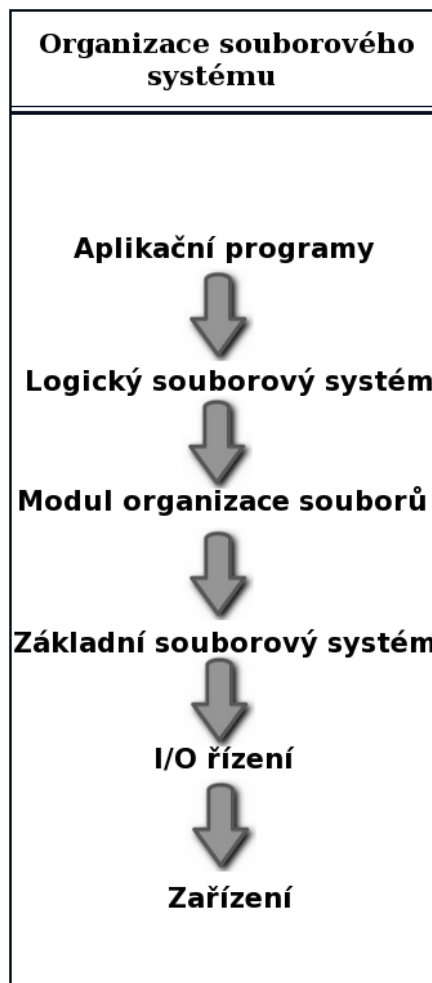 Organizace souborového
systému
Aplikační programy
Logický souborový systém
Modul organizace souborů
Základní souborový systém
I/O řízení
Zařízení